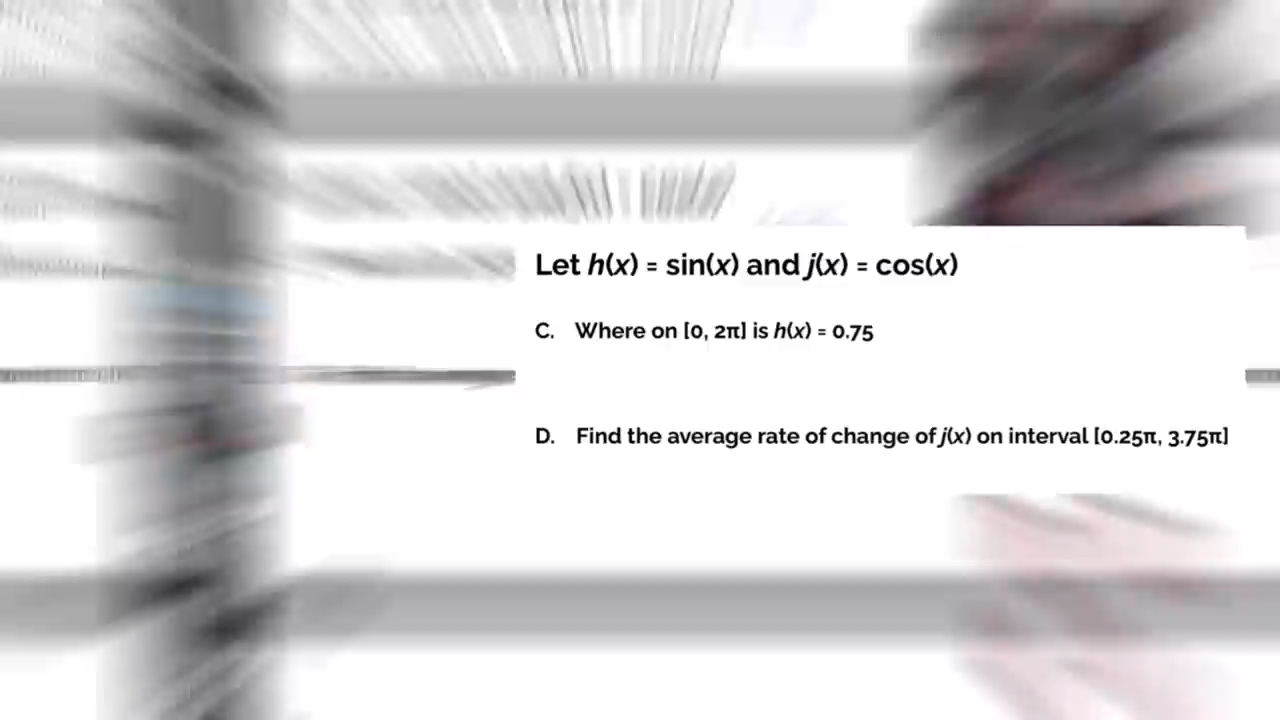 Let h(x) = sin(x) and j(x) = cos(x)
C. Where on [0, 2π] is h(x) = 0.75
D. Find the average rate of change of j(x) on interval [0.25π, 3.75π]